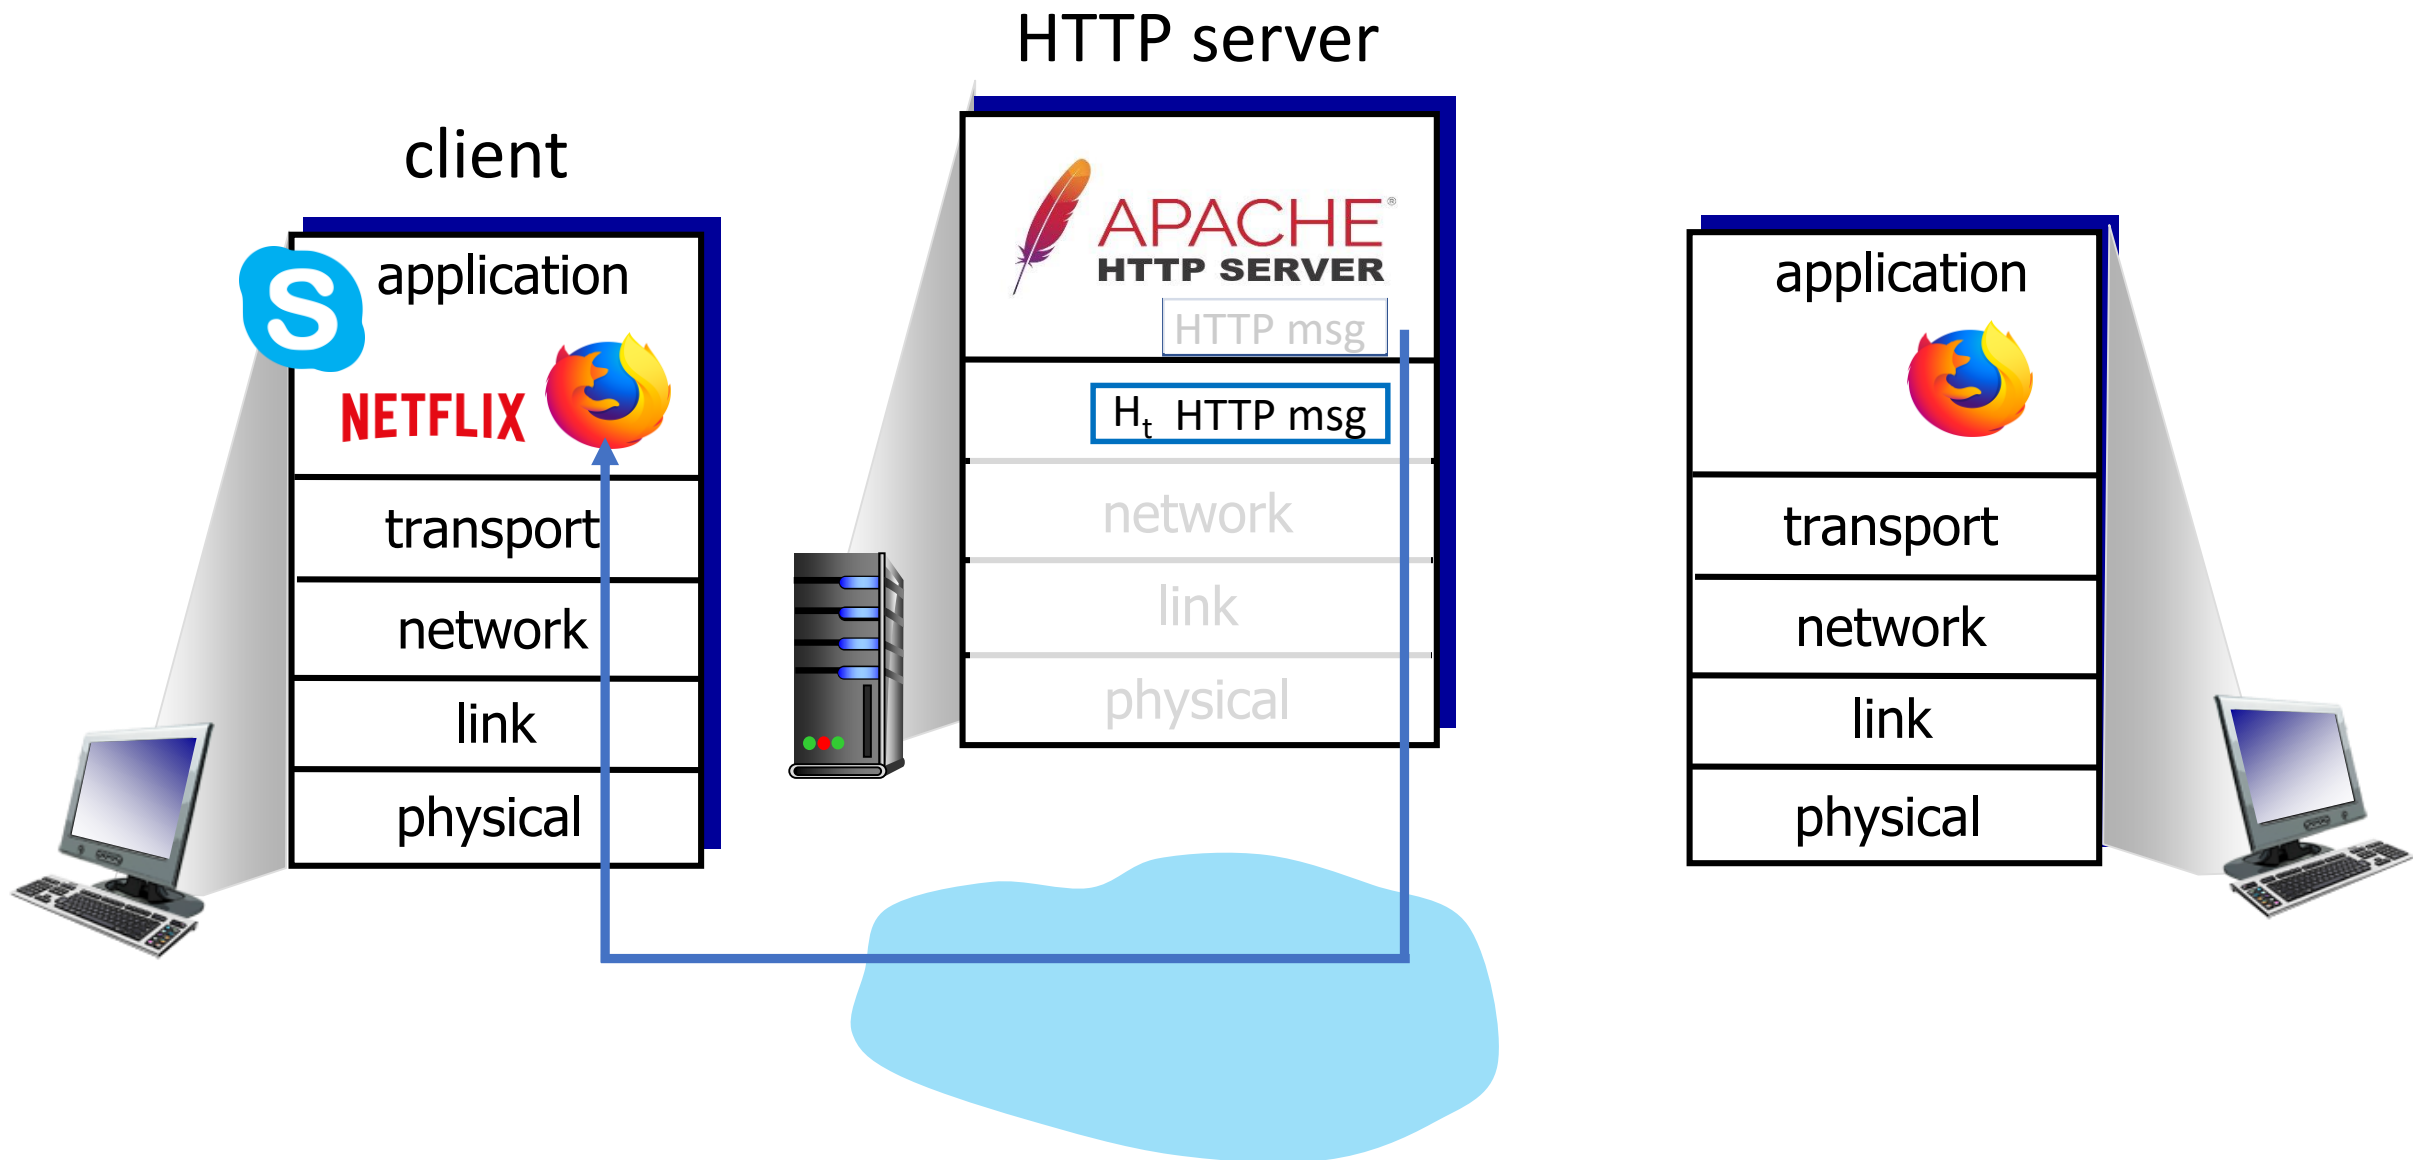 HTTP server
client
application
S
NETFLIX
transport
network
link
physical
APACHE®
HTTP SERVER
HTTP msg
Ht HTTP msg
network
link
physical
application
transport
network
link
physical